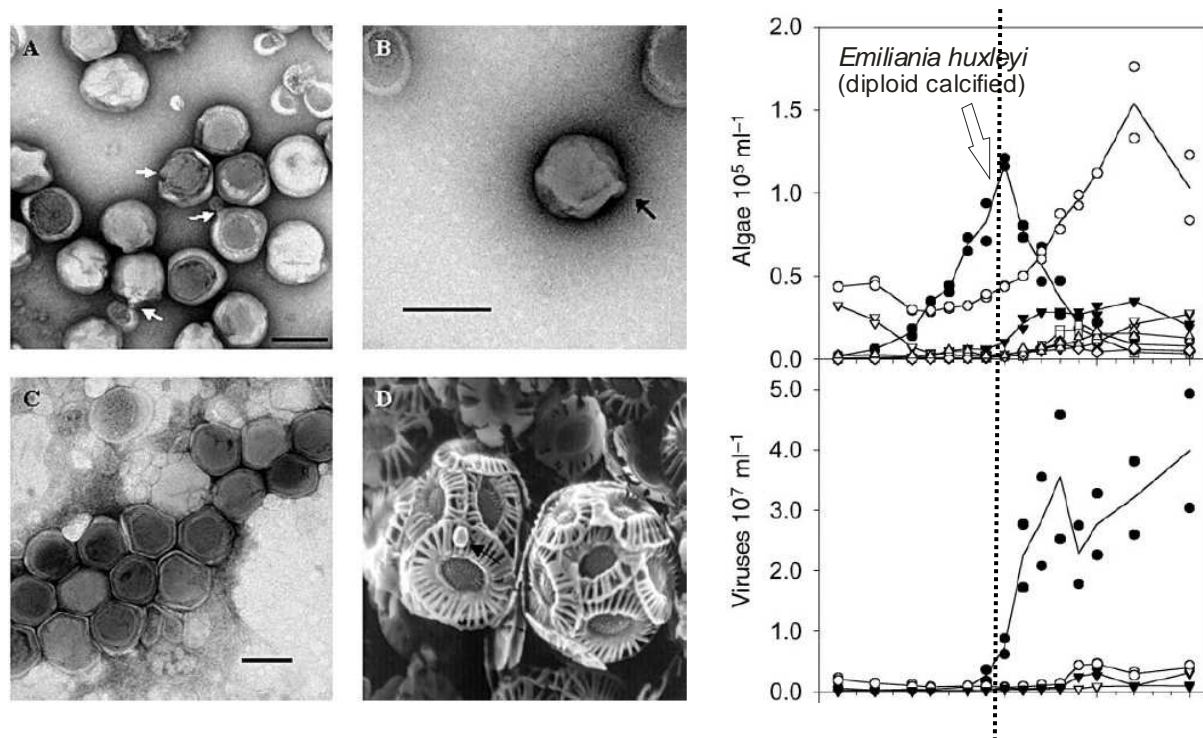 A
B
C
D
Emiliania huxleyi
(diploid calcified)
Algae 10⁵ ml⁻¹
2.0
1.5
1.0
0.5
0.0
Viruses 10⁷ ml⁻¹
5.0
4.0
3.0
2.0
1.0
0.0